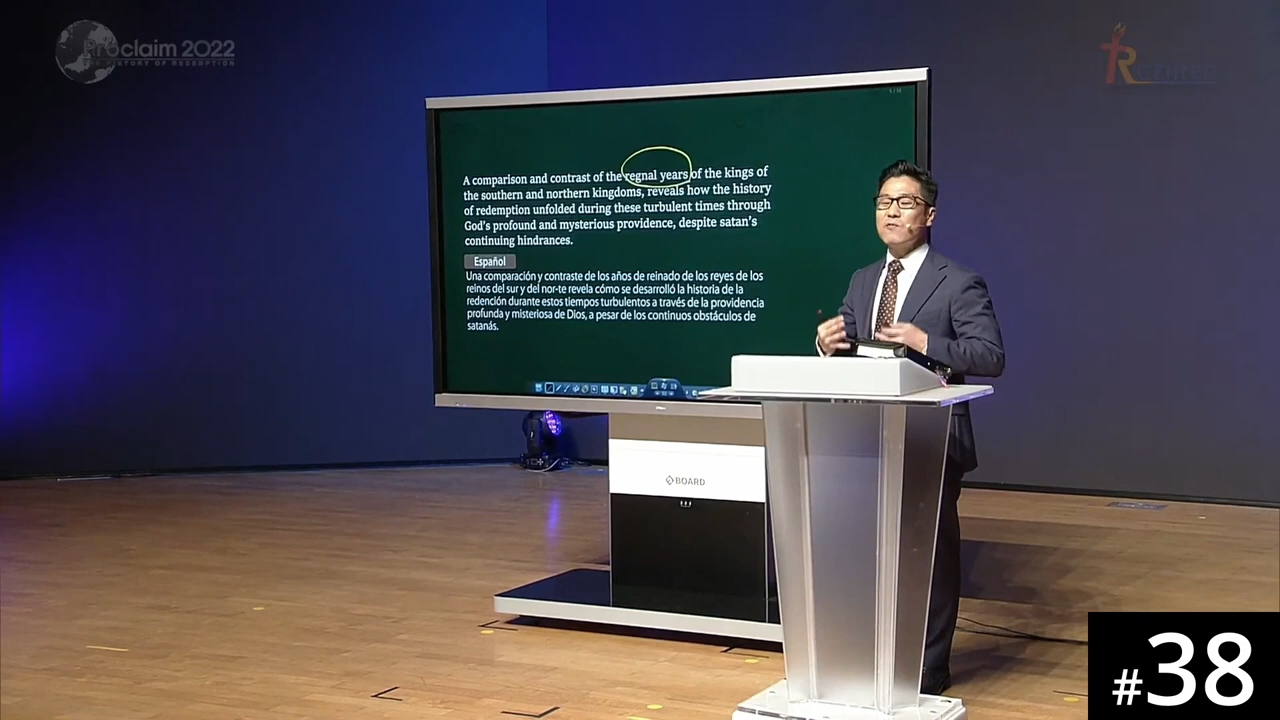 Proclaim 2022
THE HISTORY OF REDEMPTION
A comparison and contrast of the regnal years of the kings of
the southern and northern kingdoms, reveals how the history
of redemption unfolded during these turbulent times through
God's profound and mysterious providence, despite satan's
continuing hindrances.
Español
Una comparación y contraste de los años de reinado de los reyes de los
reinos del sur y del nor-te revela cómo se desarrolló la historia de la
redención durante estos tiempos turbulentos a través de la providencia
profunda y misteriosa de Dios, a pesar de los continuos obstáculos de
satanás.
BOARD
#38